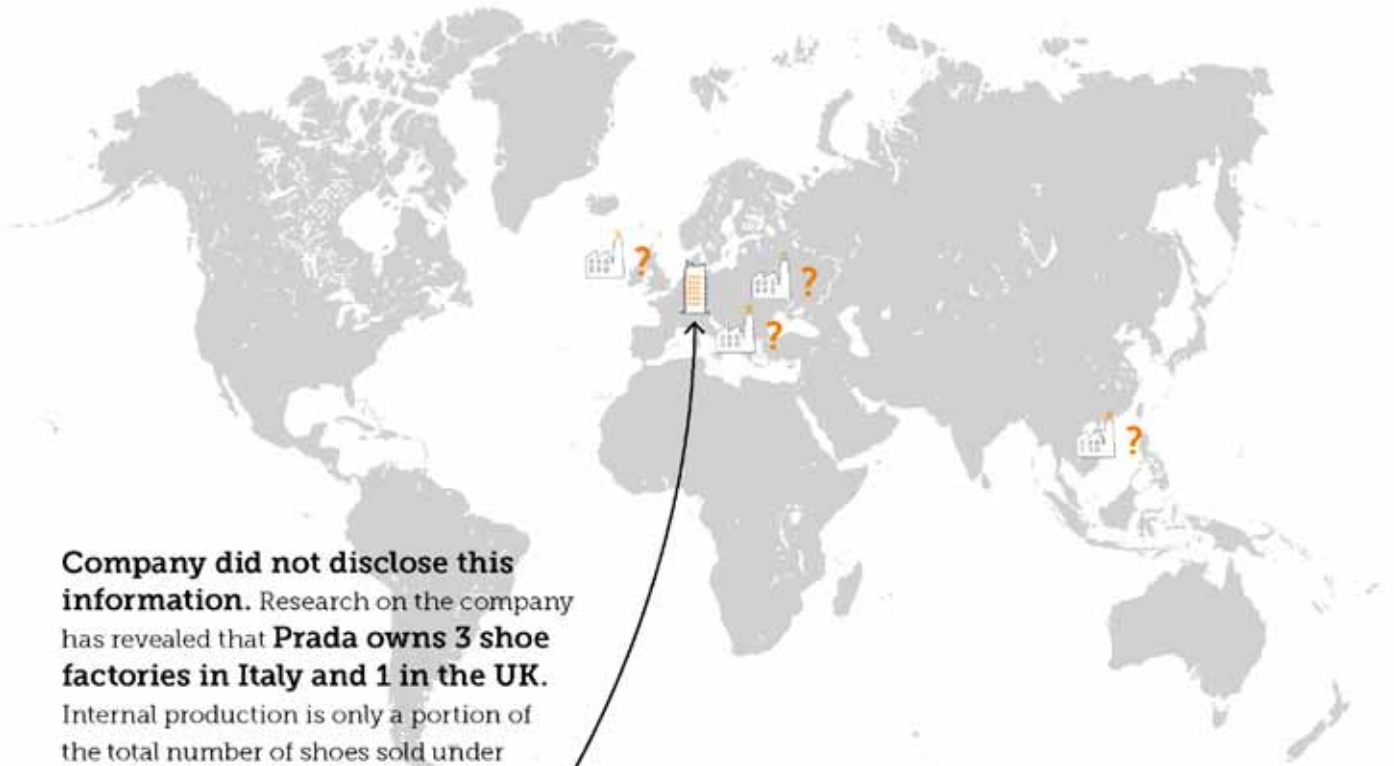 ?
?
?
?
Company did not disclose this
information. Research on the company
has revealed that Prada owns 3 shoe
factories in Italy and 1 in the UK.
Internal production is only a portion of
the total number of shoes sold under